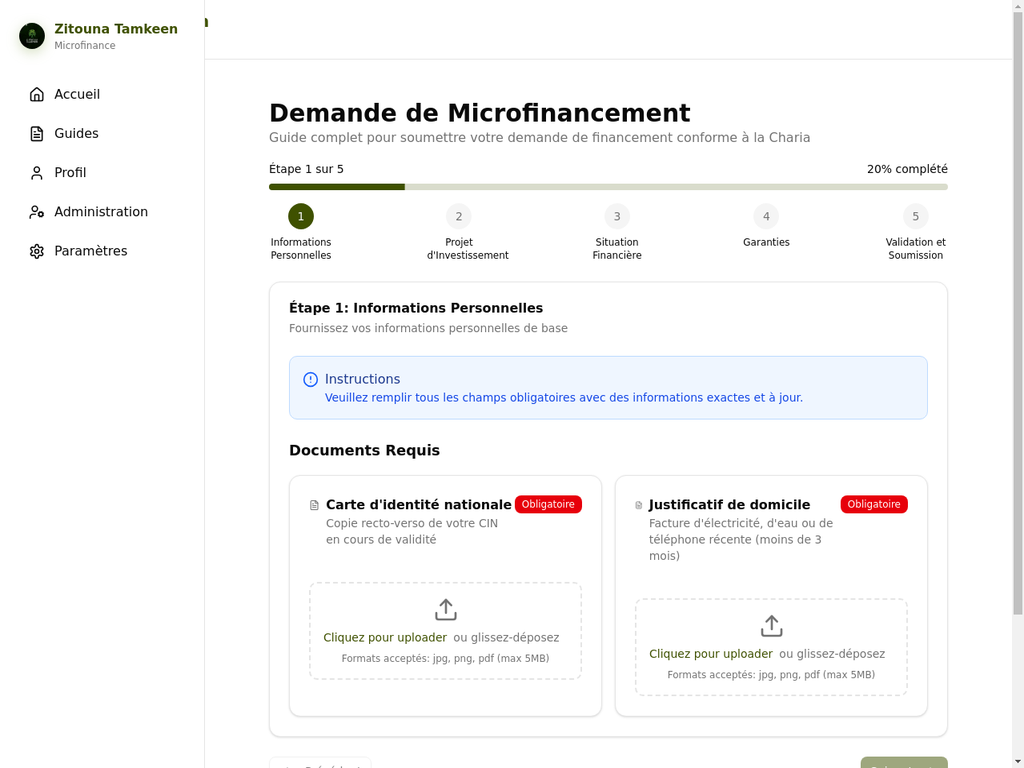 Zitouna Tamkeen
Microfinance
Accueil
Guides
Profil
Administration
Paramètres
Demande de Microfinancement
Guide complet pour soumettre votre demande de financement conforme à la Charia
Étape 1 sur 5
20% complété
1
2
3
4
5
Informations
Personnelles
Projet
d'Investissement
Situation
Financière
Garanties
Validation et
Soumission
Étape 1: Informations Personnelles
Fournissez vos informations personnelles de base
Instructions
Veuillez remplir tous les champs obligatoires avec des informations exactes et à jour.
Documents Requis
Carte d'identité nationale
Obligatoire
Copie recto-verso de votre CIN
en cours de validité
Cliquez pour uploader ou glissez-déposez
Formats acceptés: jpg, png, pdf (max 5MB)
Justificatif de domicile
Obligatoire
Facture d'électricité, d'eau ou de
téléphone récente (moins de 3
mois)
Cliquez pour uploader ou glissez-déposez
Formats acceptés: jpg, png, pdf (max 5MB)